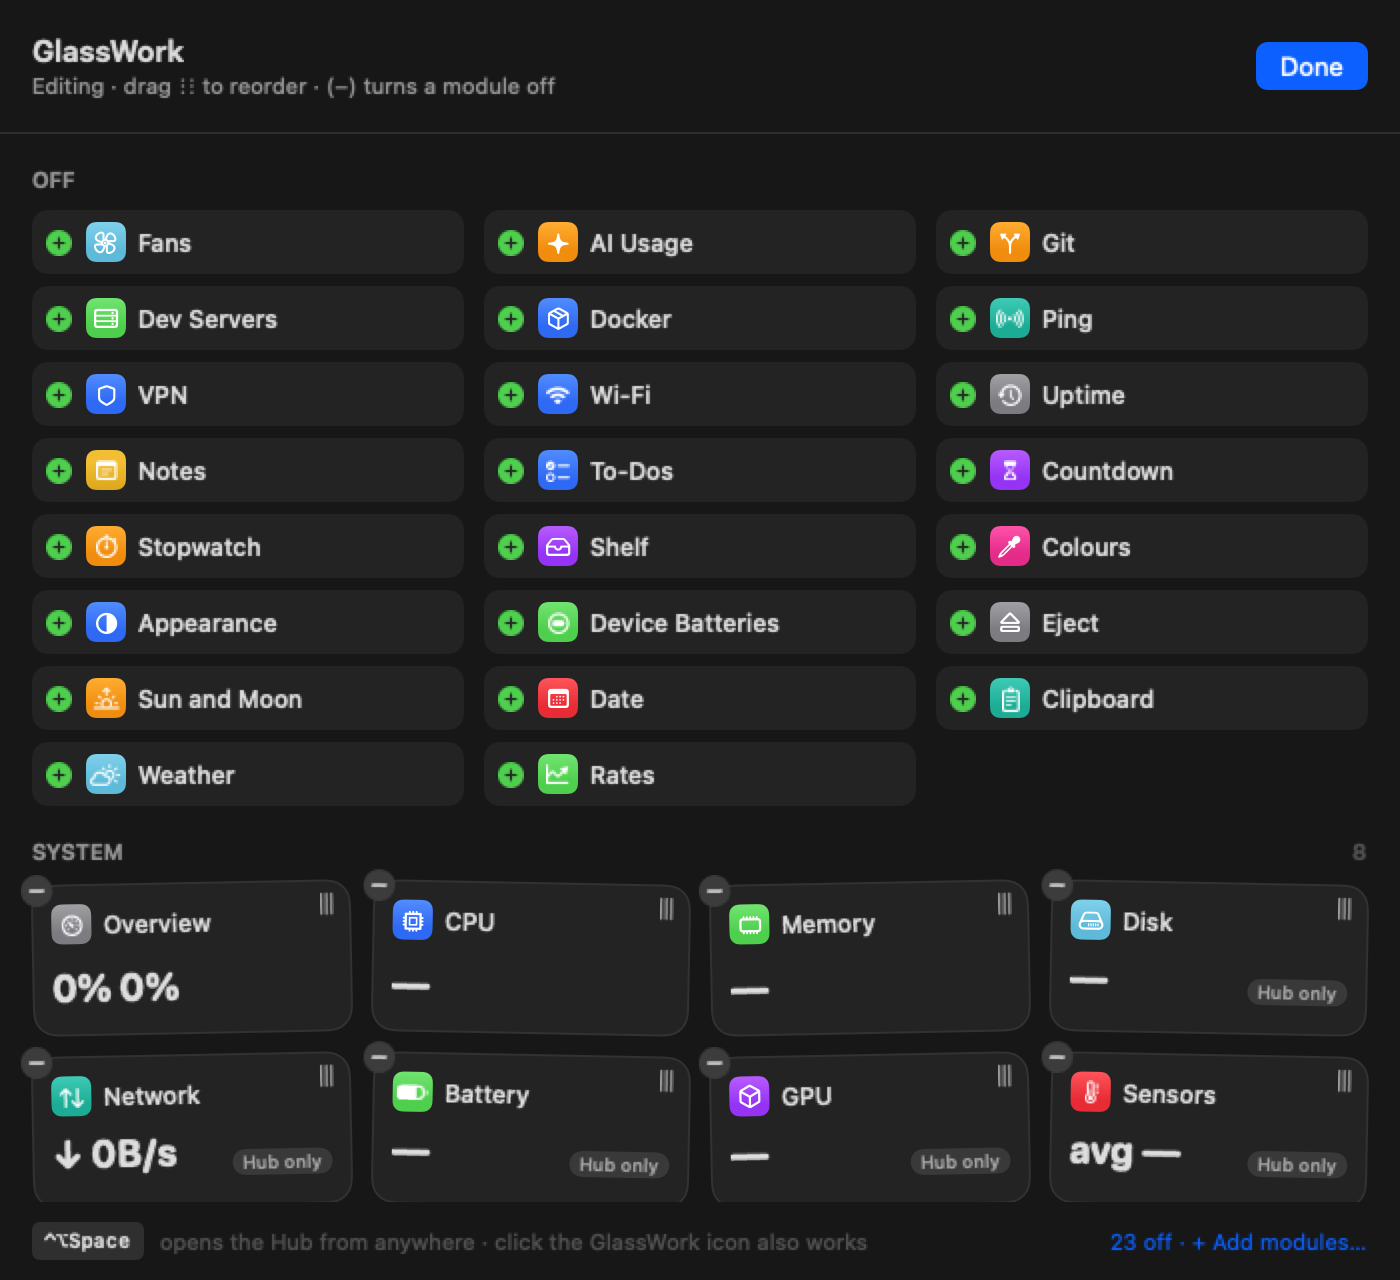 GlassWork
Done
Editing · drag ⠿ to reorder · (−) turns a module off
OFF
Fans
AI Usage
Git
Dev Servers
Docker
Ping
VPN
Wi-Fi
Uptime
Notes
To-Dos
Countdown
Stopwatch
Shelf
Colours
Appearance
Device Batteries
Eject
Sun and Moon
Date
Clipboard
Weather
Rates
SYSTEM
8
Overview
0% 0%
CPU
—
Memory
—
Disk
—
Hub only
Network
↓ 0B/s
Hub only
Battery
—
Hub only
GPU
—
Hub only
Sensors
avg —
Hub only
^⌥Space
opens the Hub from anywhere · click the GlassWork icon also works
23 off · + Add modules...